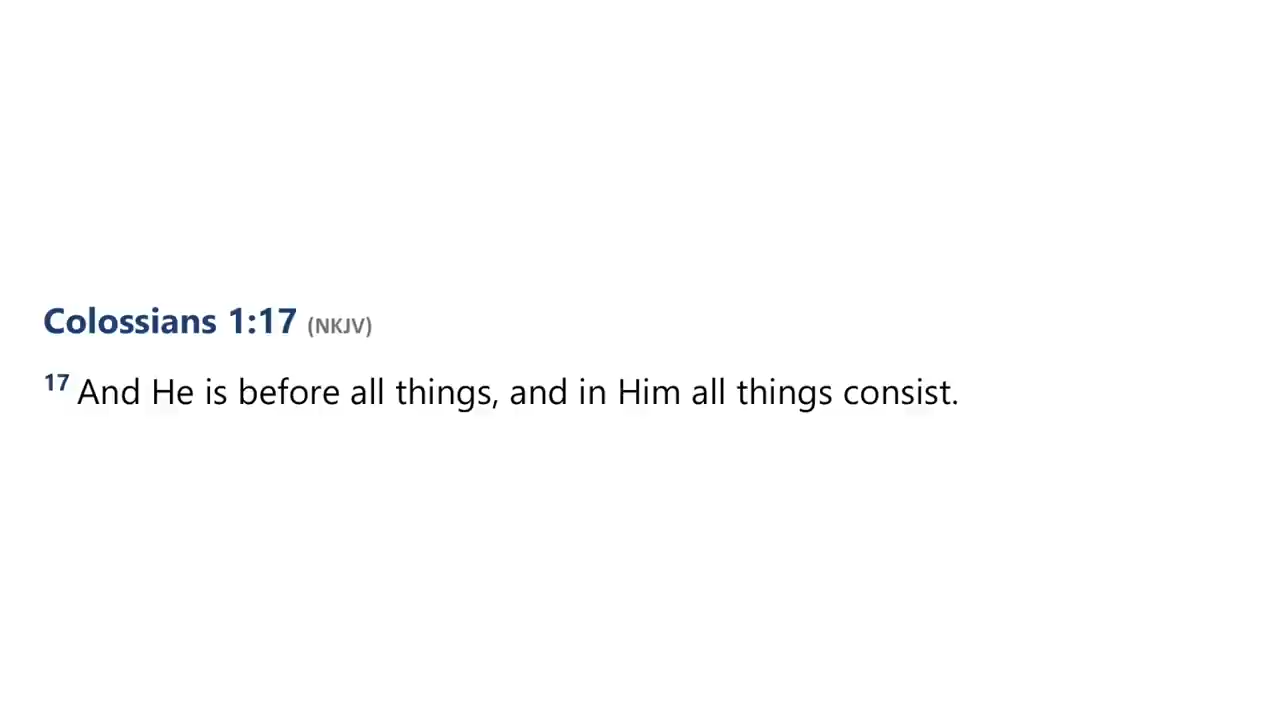 Colossians 1:17 (NKJV)
17 And He is before all things, and in Him all things consist.